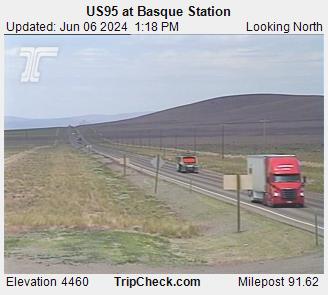 US95 at Basque Station
Updated: Jun 06 2024 1:18 PM Looking North
Elevation 4460 TripCheck.com Milepost 91.62